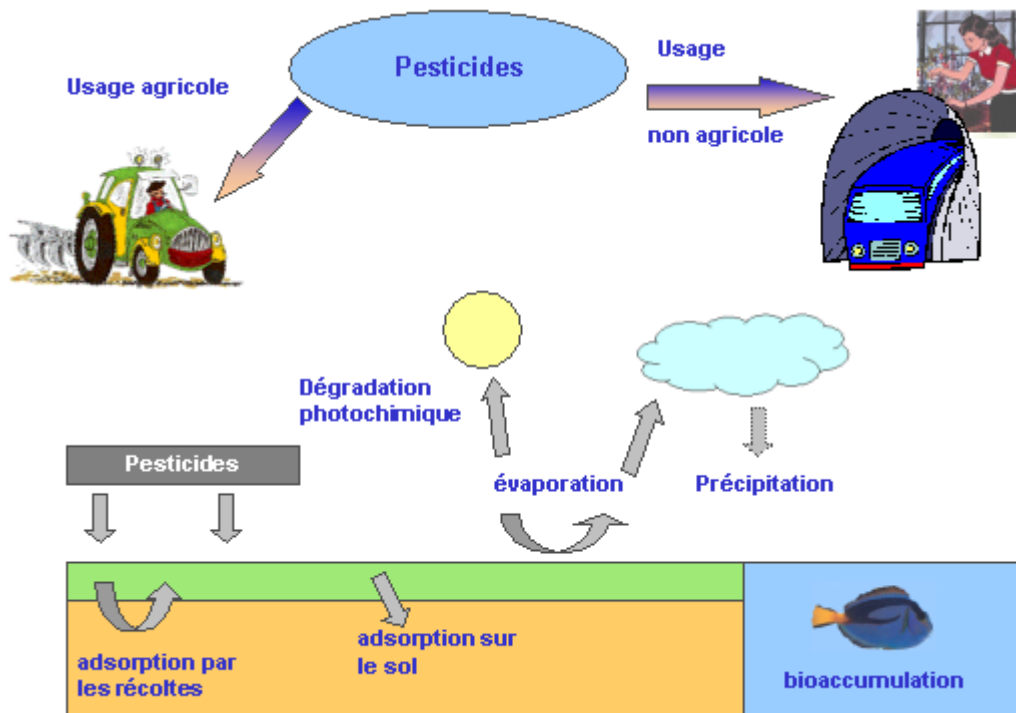 Pesticides
Usage
Usage agricole
non agricole
Dégradation
photochimique
Pesticides
évaporation
Précipitation
adsorption par
les récoltes
adsorption sur
le sol
bioaccumulation